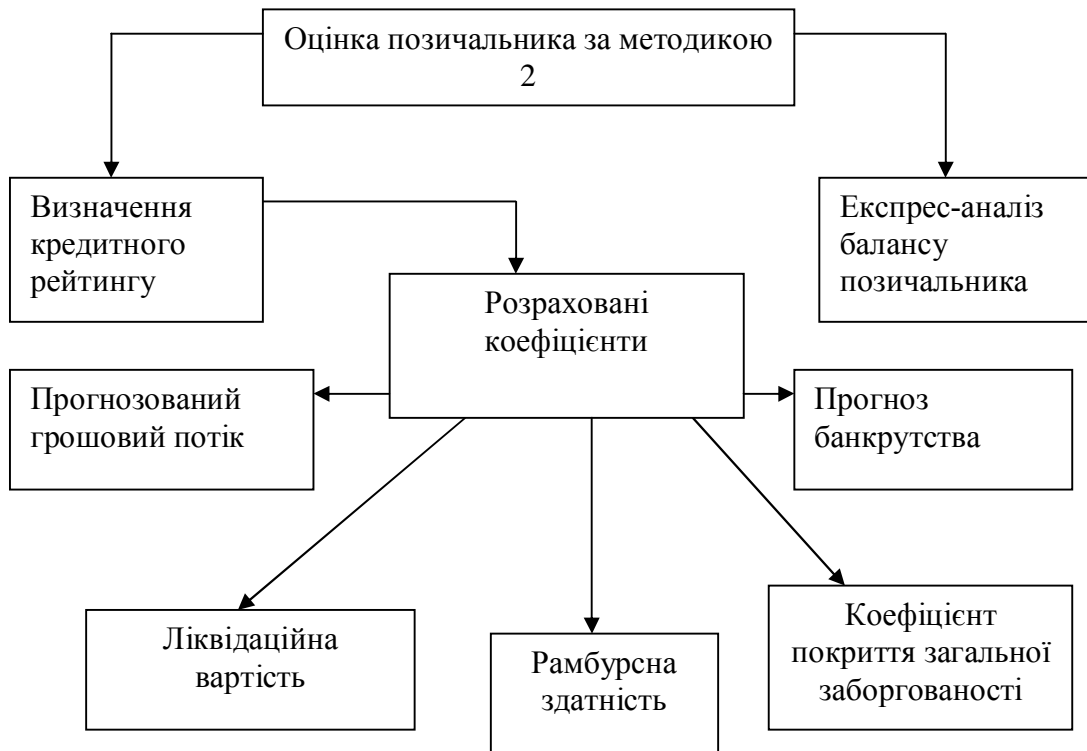 Оцінка позичальника за методикою
2
Визначення
кредитного
рейтингу
Експрес-аналіз
балансу
позичальника
Розраховані
коефіцієнти
Прогнозований
грошовий потік
Прогноз
банкрутства
Ліквідаційна
вартість
Рамбурсна
здатність
Коефіцієнт
покриття загальної
заборгованості